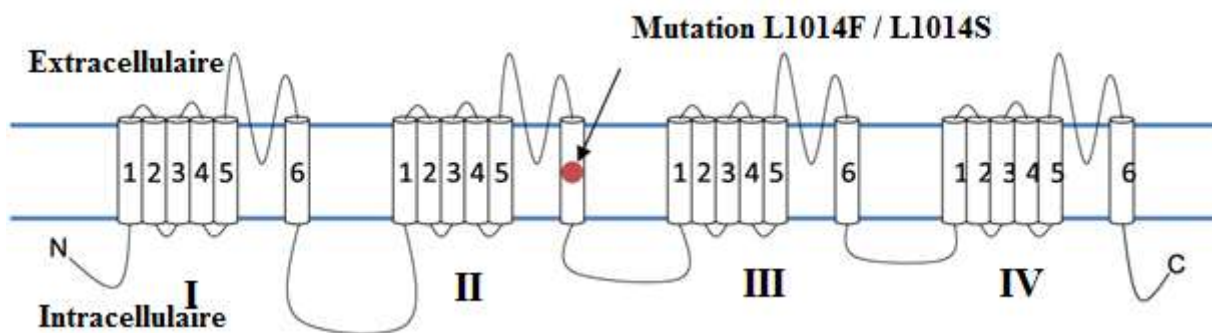 Mutation L1014F / L1014S
Extracellulaire
1 2 3 4 5 6 1 2 3 4 5 1 2 3 4 5 6 1 2 3 4 5 6
N C
I II III IV
Intracellulaire